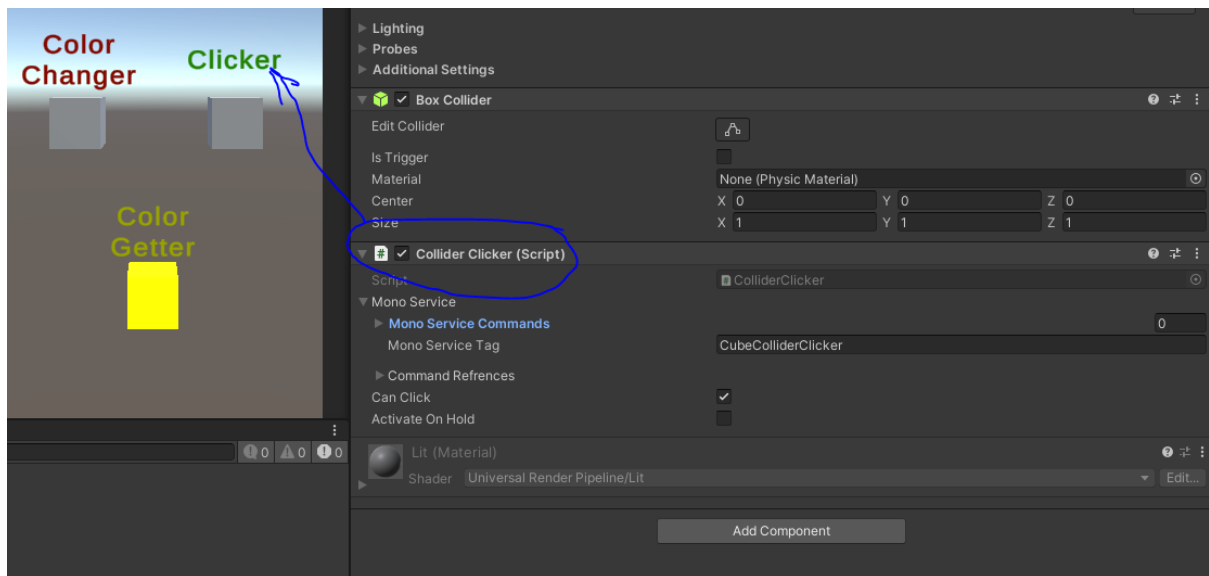 Color
Changer
Clicker
Color
Getter
0 0 0
Lighting
Probes
Additional Settings
Box Collider
Edit Collider
Is Trigger
Material None (Physic Material)
Center X 0 Y 0 Z 0
Size X 1 Y 1 Z 1
# Collider Clicker (Script)
Script # ColliderClicker
Mono Service
Mono Service Commands 0
Mono Service Tag CubeColliderClicker
Command Refrences
Can Click
Activate On Hold
Lit (Material)
Shader Universal Render Pipeline/Lit Edit...
Add Component